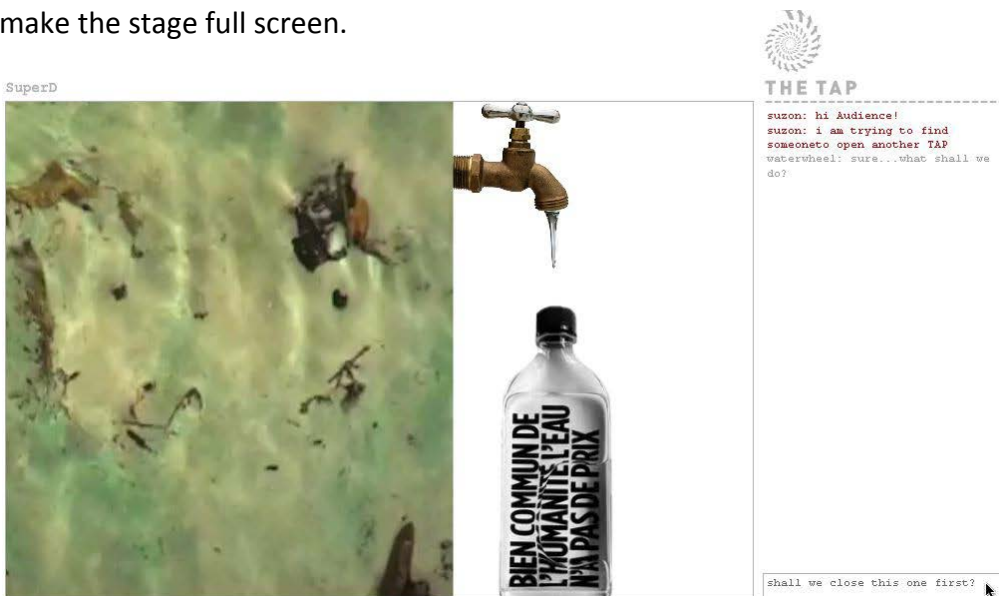 make the stage full screen.
SuperD
THE TAP
suzon: hi Audience!
suzon: i am trying to find
someoneto open another TAP
waterwheel: sure...what shall we
do?
BIEN COMMUN DE
L'HUMANITÉ L'EAU
N'A PAS DE PRIX
shall we close this one first?